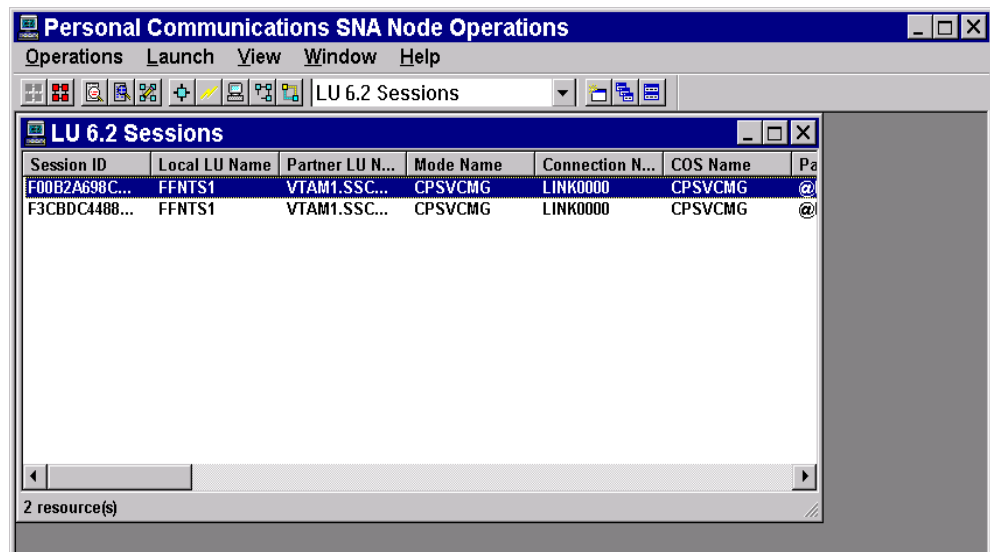 Personal Communications SNA Node Operations
Operations Launch View Window Help
LU 6.2 Sessions
LU 6.2 Sessions
Session ID Local LU Name Partner LU N... Mode Name Connection N... COS Name Pa
F00B2A698C... FFNTS1 VTAM1.SSC... CPSVCMG LINK0000 CPSVCMG @
F3CBDC4488... FFNTS1 VTAM1.SSC... CPSVCMG LINK0000 CPSVCMG @
2 resource(s)